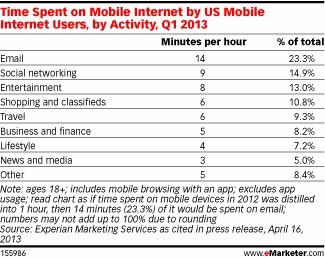 Time Spent on Mobile Internet by US Mobile
Internet Users, by Activity, Q1 2013
Minutes per hour % of total
Email 14 23.3%
Social networking 9 14.9%
Entertainment 8 13.0%
Shopping and classifieds 6 10.8%
Travel 6 9.3%
Business and finance 5 8.2%
Lifestyle 4 7.2%
News and media 3 5.0%
Other 5 8.4%
Note: ages 18+; includes mobile browsing with an app; excludes app
usage; read chart as if time spent on mobile devices in 2012 was distilled
into 1 hour, then 14 minutes (23.3%) of it would be spent on email;
numbers may not add up to 100% due to rounding
Source: Experian Marketing Services as cited in press release, April 16,
2013
155986 www.eMarketer.com